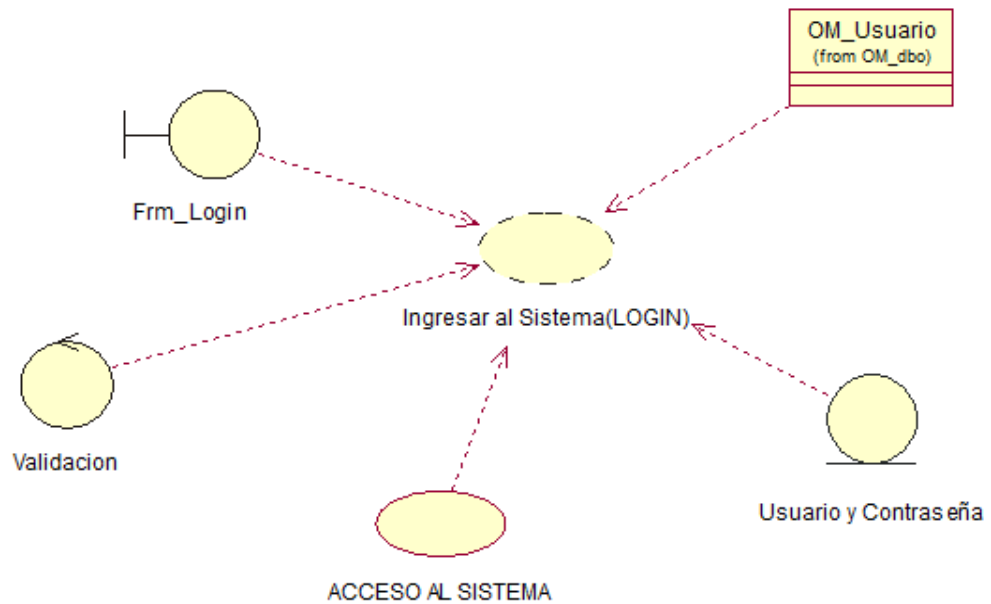 OM_Usuario
(from OM_dbo)
Frm_Login
Ingresar al Sistema(LOGIN)
Validacion
Usuario y Contraseña
ACCESO AL SISTEMA